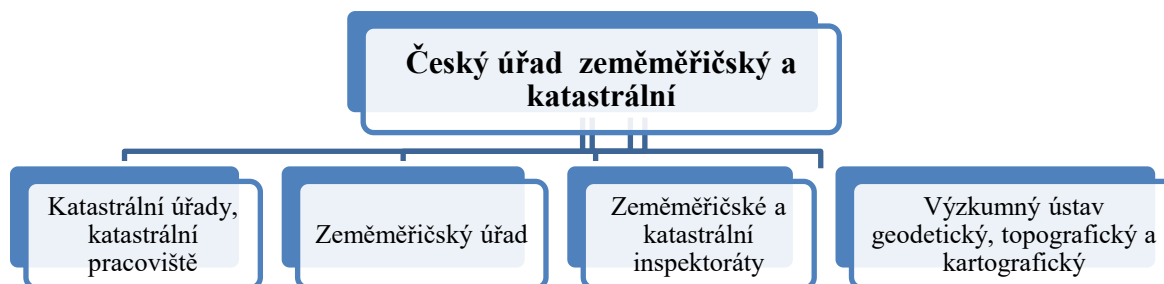 Český úřad zeměměřičský a
katastrální
Katastrální úřady,
katastrální
pracoviště
Zeměměřičský úřad
Zeměměřičské a
katastrální
inspektoráty
Výzkumný ústav
geodetický, topografický a
kartografický